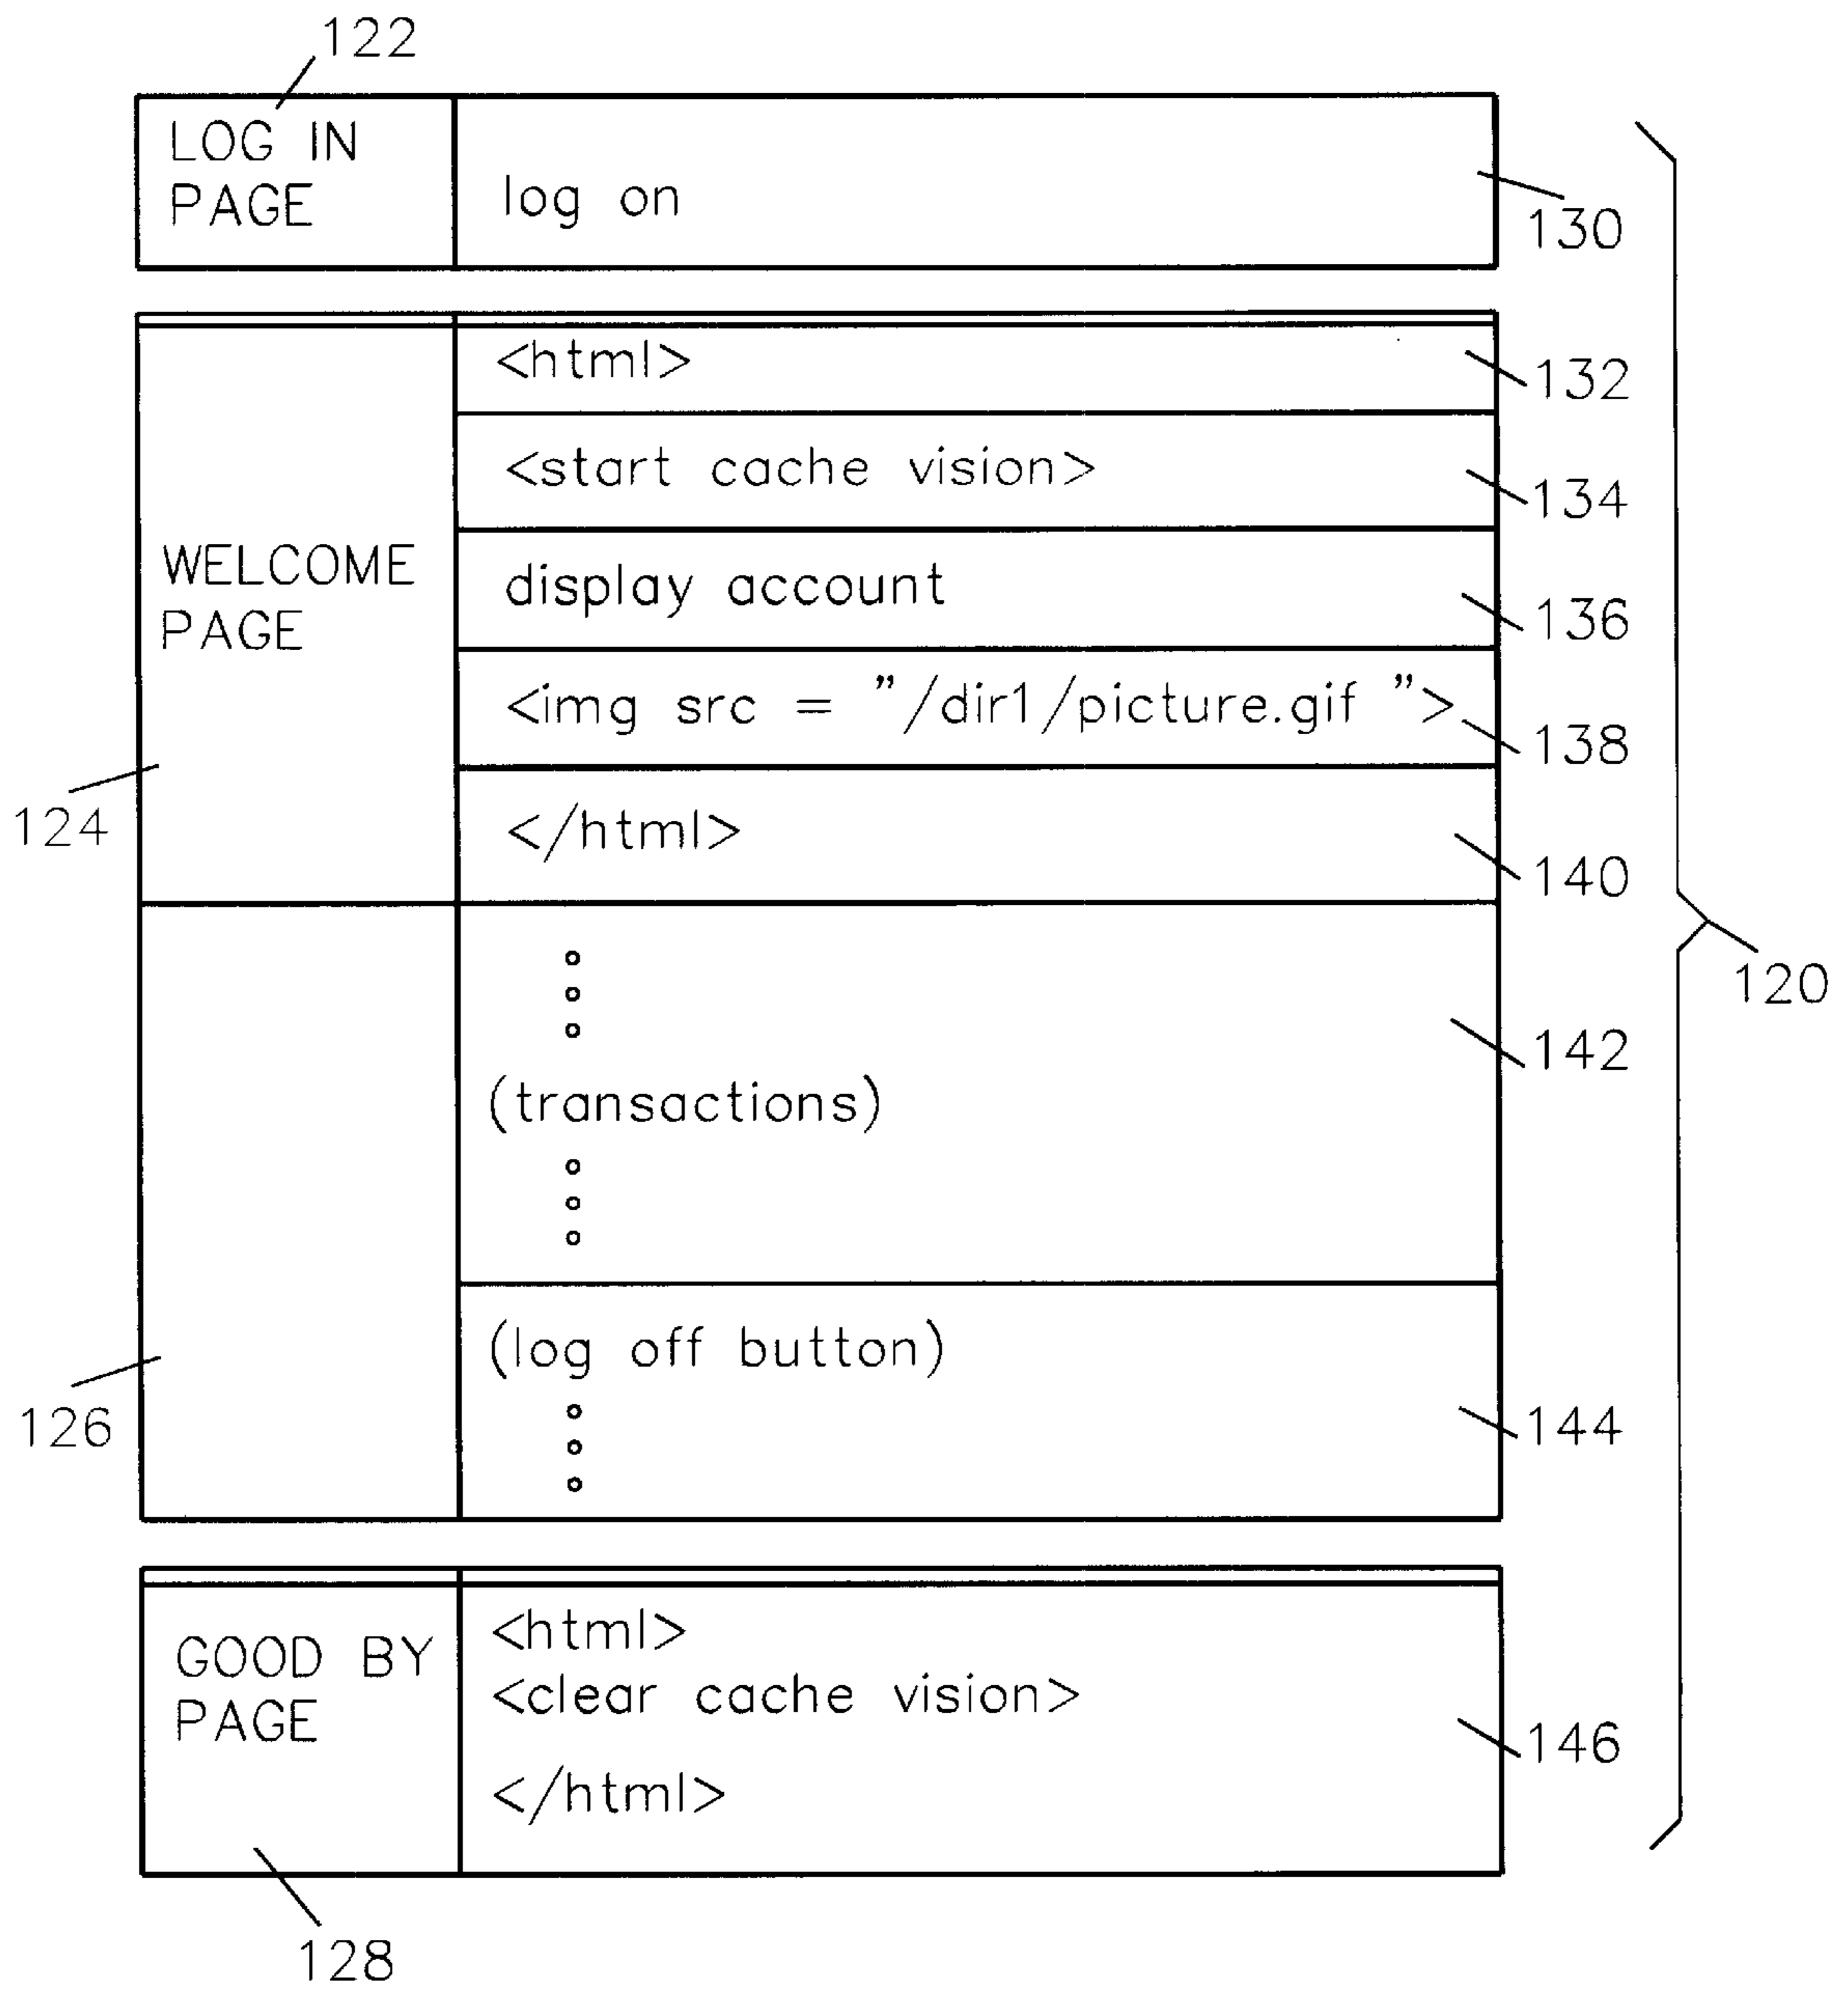 122
LOG IN
PAGE
log on
130
<html>
132
<start cache vision>
134
WELCOME
PAGE
display account
136
<img src = "/dir1/picture.gif ">
138
124
</html>
140
120
142
(transactions)
(log off button)
126
144
GOOD BY
PAGE
<html>
<clear cache vision>
</html>
146
128